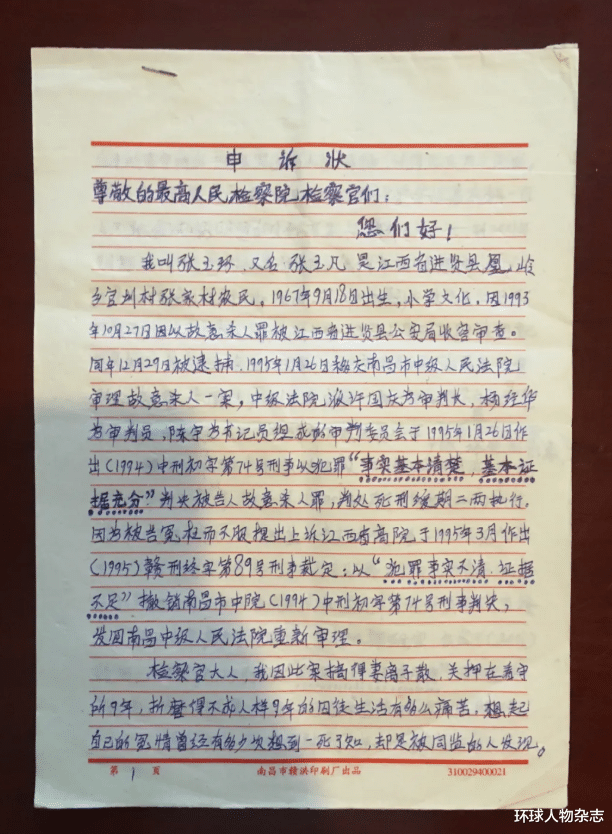 申诉状
尊敬的最高人民检察院检察官们:
您们好!
我叫张玉环,又名张玉凡是江西省进贤县凰岭
乡官圳村张家村农民,1967年9月18日出生,小学文化,因1993
年10月27日因以故意杀人罪被江西省进贤县公安局收容审查。
同年12月29日被逮捕,1995年1月26日经南昌市中级人民法院
审理故意杀人一案,中级法院派许国庆为审判长,杨经华
为审判员,陈宇为书记员组成的审判委员会于1995年1月26日作
出(1994)中刑初字第74号刑事以犯罪“事实基本清楚,基本证
据充分”判决被告人故意杀人罪,判处死刑缓期二两执行。
因为被告冤枉而不服提出上诉江西省高院于1995年3月作出
(1995)赣刑终字第89号刑事裁定:以“犯罪事实不清.证据
不足”撤销南昌市中院(1994)中刑初字第74号刑事判决,
发回南昌中级人民法院重新审理。
检察官大人,我因此案搞得妻离子散,关押在看守
所9年,折磨得不成人样9年的囚徒生活有多么痛苦,想起
自己的冤情曾经有多少次想到一死了知,却是被同监的人发现。
第1页 南昌市赣洪印刷厂出品 310029400021
环球人物杂志